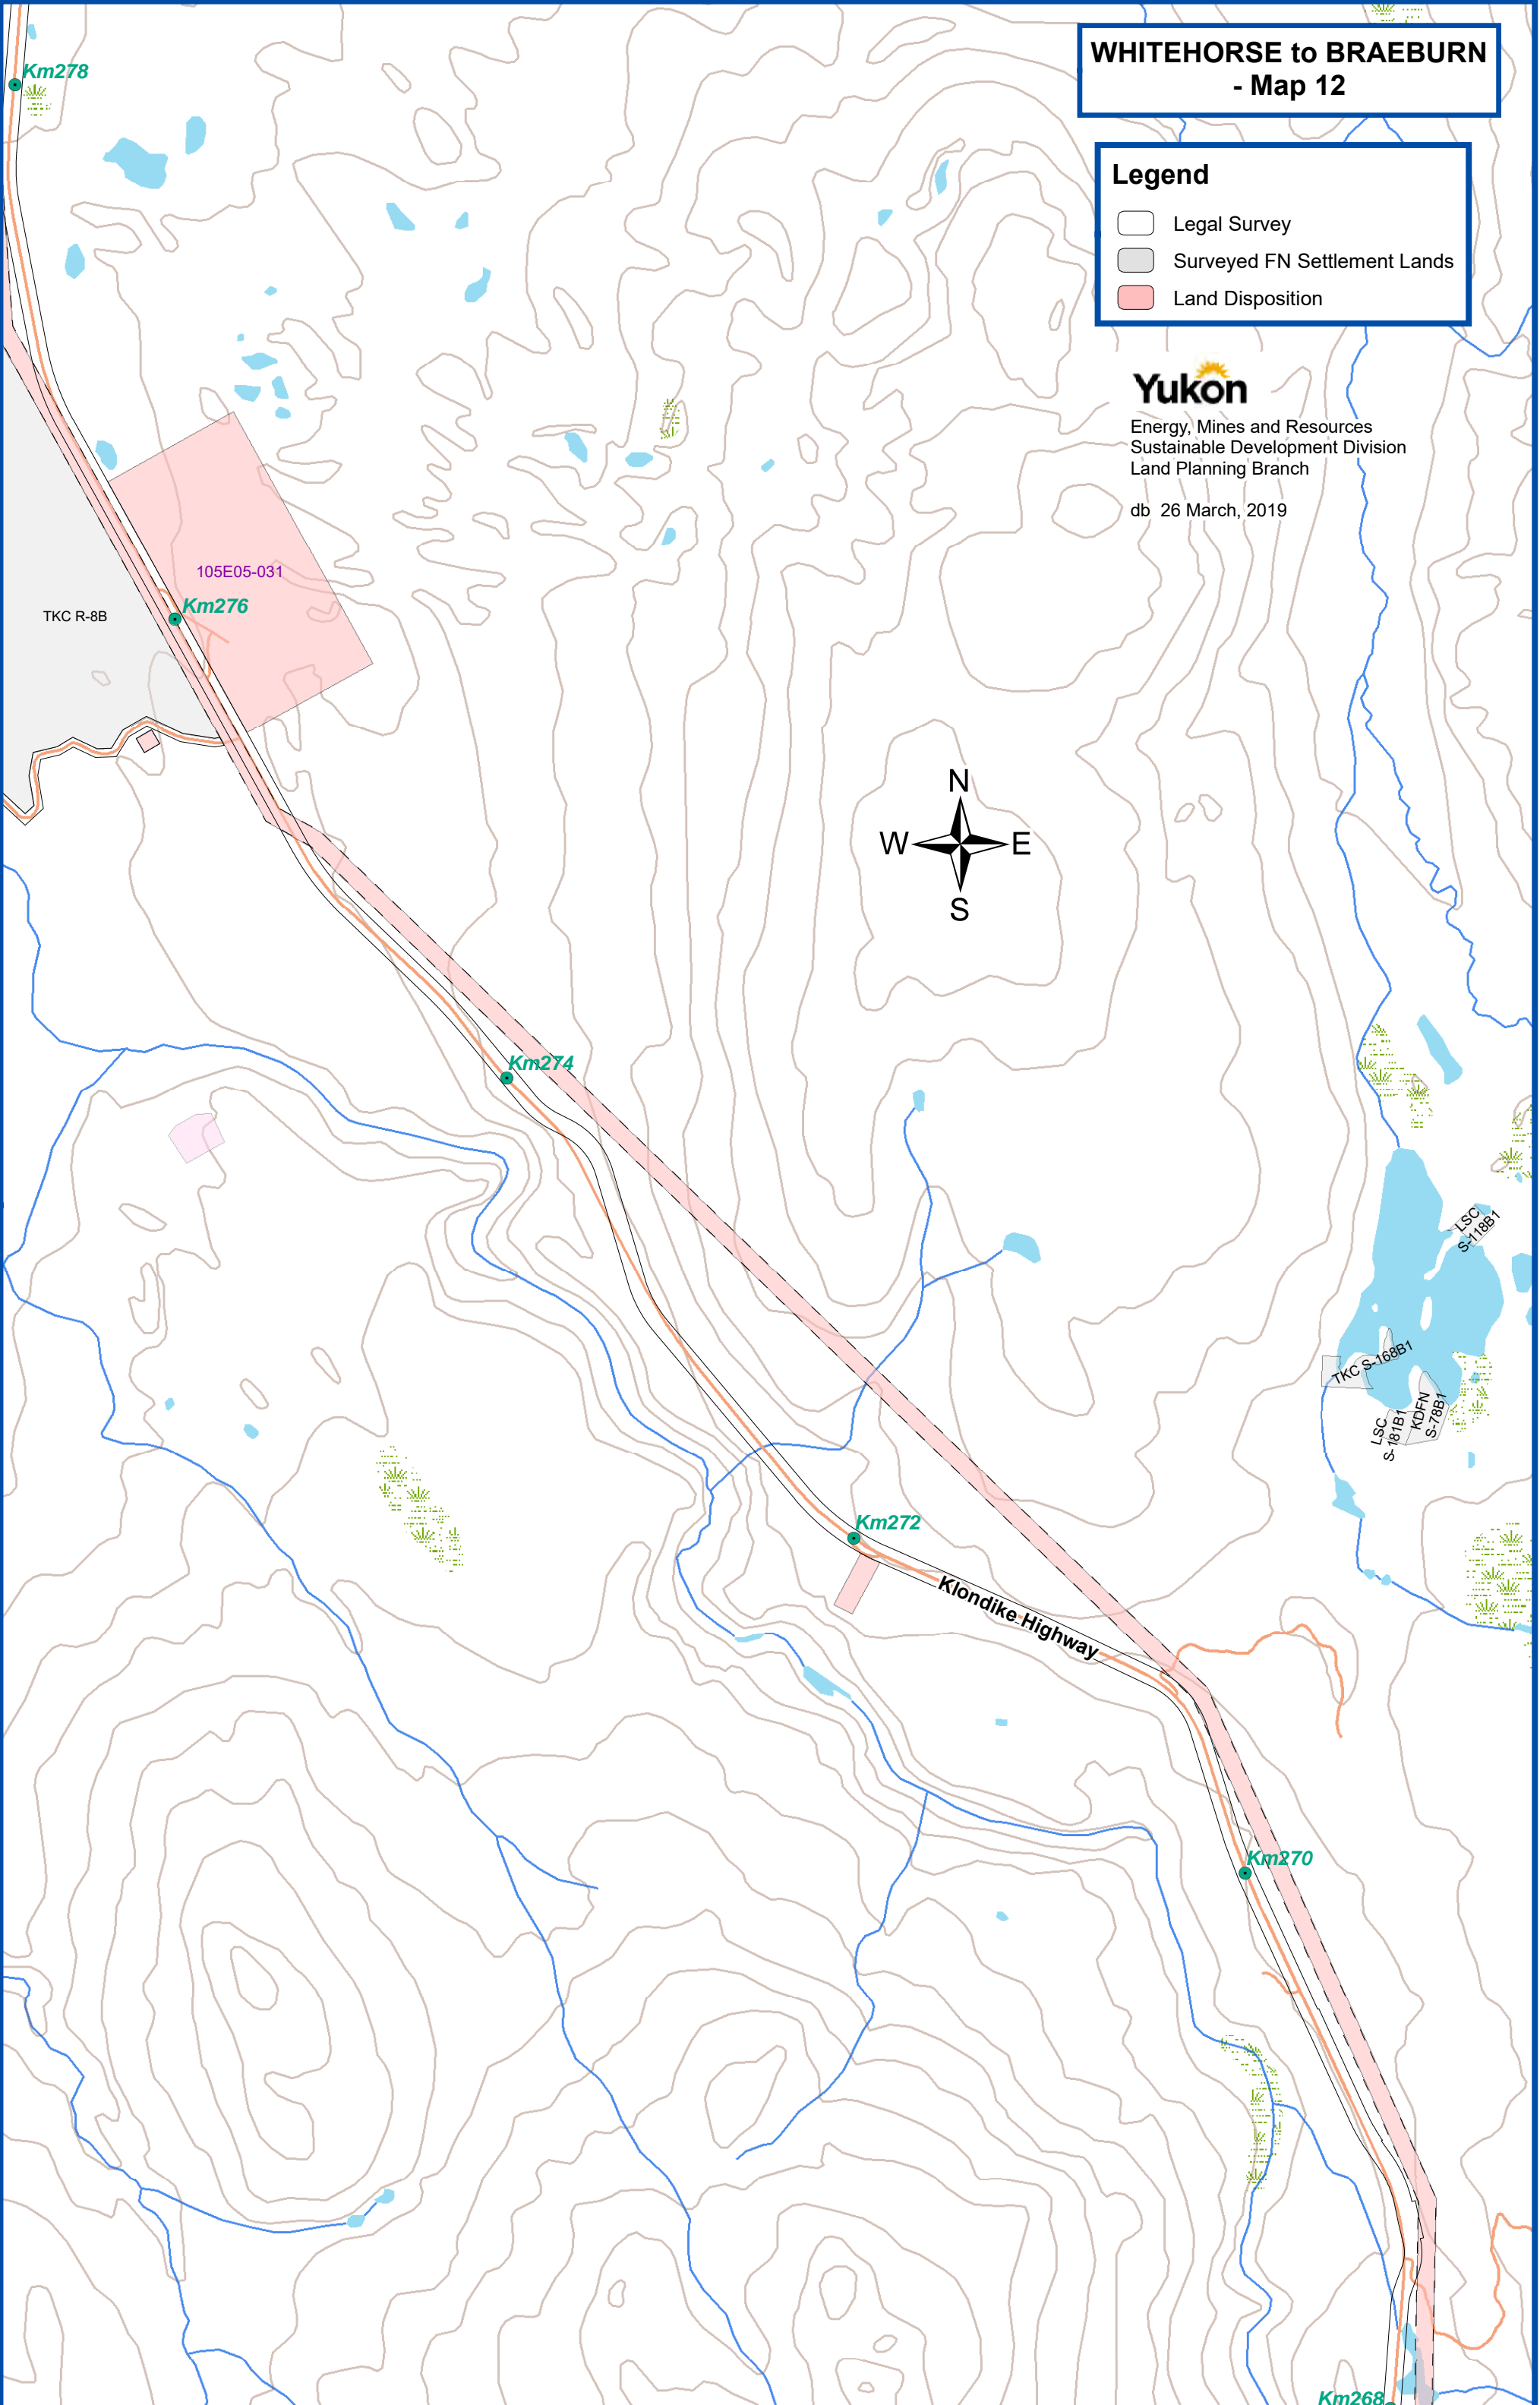 WHITEHORSE to BRAEBURN
- Map 12
Legend
Legal Survey
Surveyed FN Settlement Lands
Land Disposition
Yukon
Energy, Mines and Resources
Sustainable Development Division
Land Planning Branch
db 26 March, 2019
Km278
105E05-031
Km276
TKC R-8B
N
W
E
S
Km274
LSC
S-118B1
TKC S-168B1
LSC
S-181B1
KDFN
S-78B1
Km272
Klondike Highway
Km270
Km268